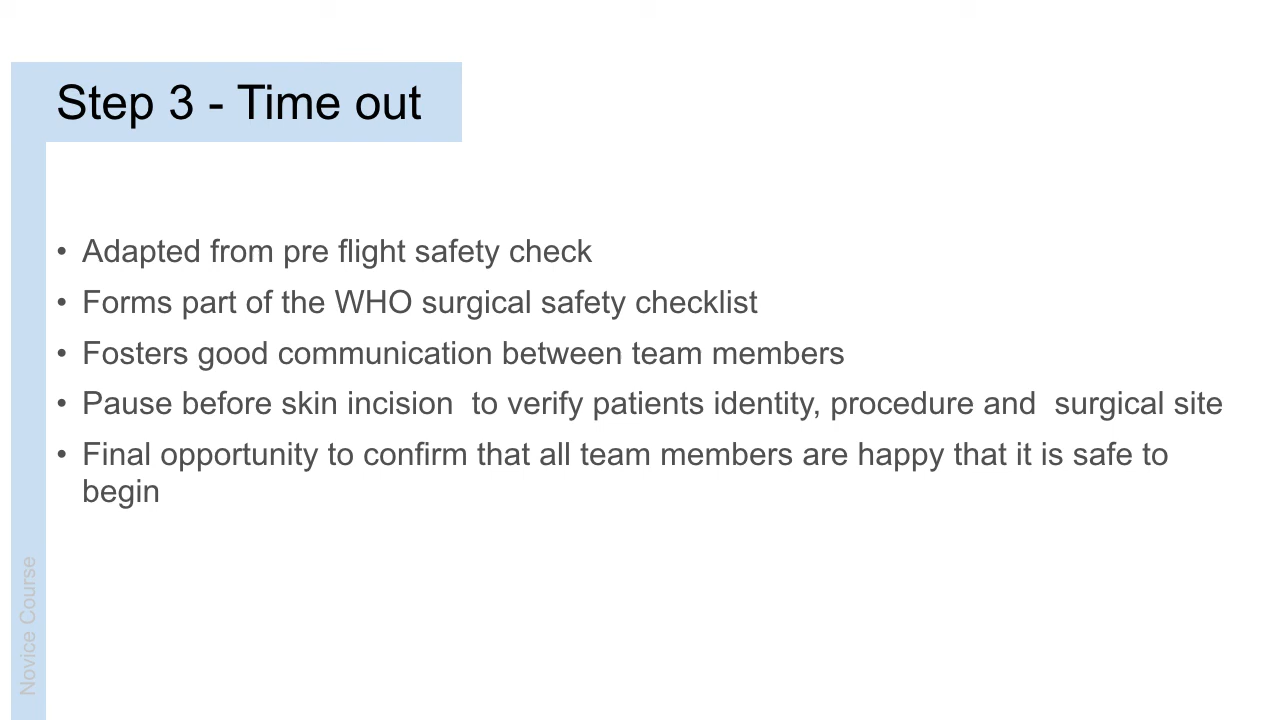 Step 3 - Time out
• Adapted from pre flight safety check
• Forms part of the WHO surgical safety checklist
• Fosters good communication between team members
• Pause before skin incision  to verify patients identity, procedure and  surgical site
• Final opportunity to confirm that all team members are happy that it is safe to
begin
Novice Course